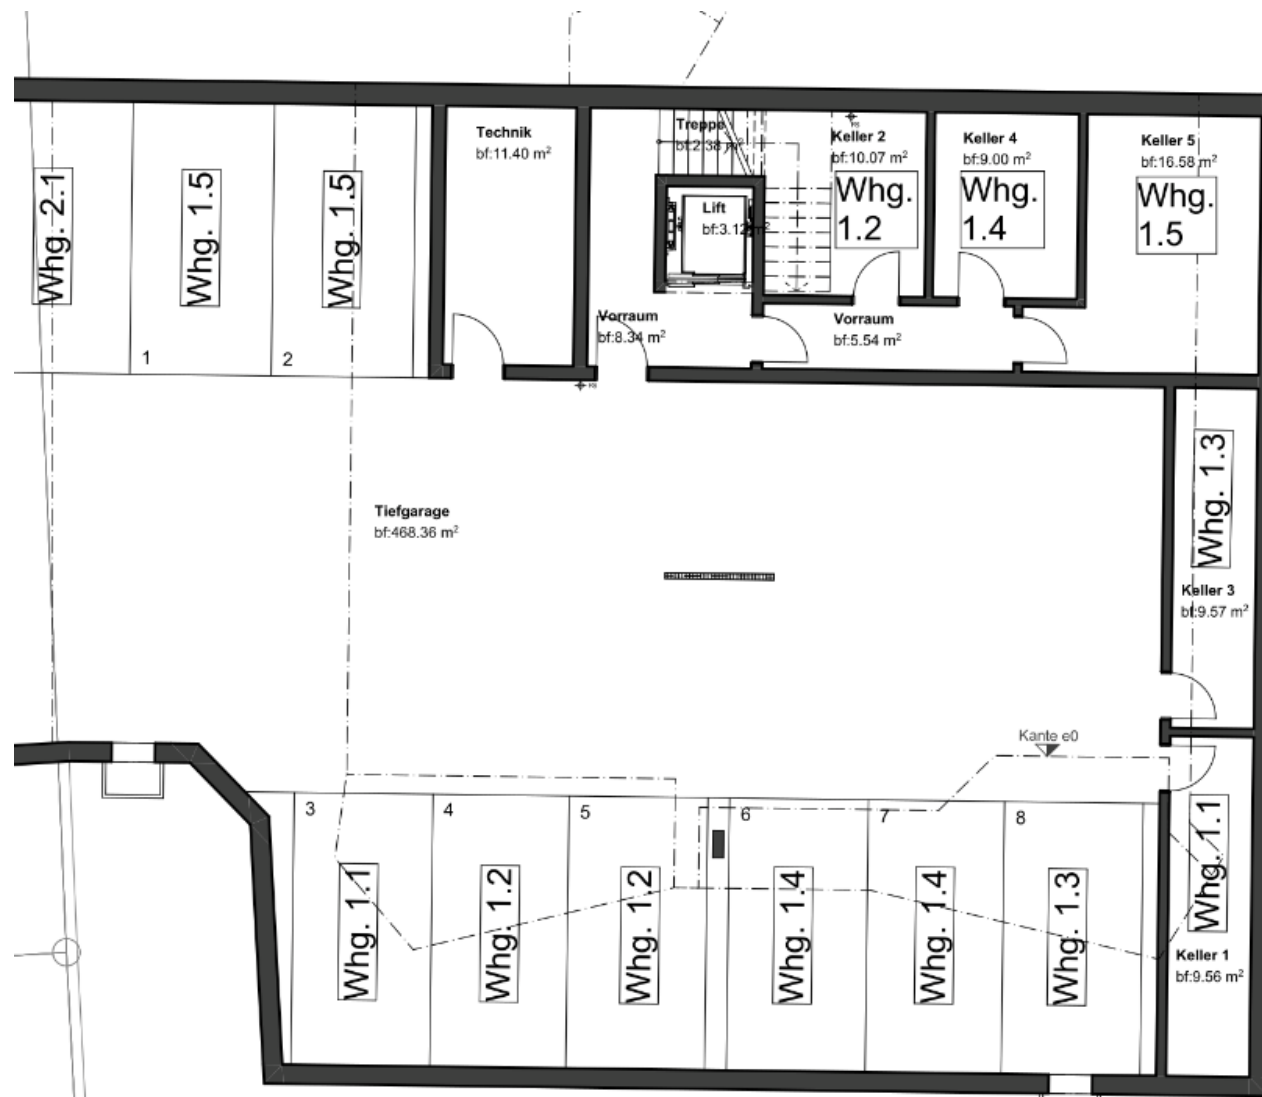 Technik
bf:11.40 m²
Treppe
bf:2.38 m²
Keller 2
bf:10.07 m²
Whg.
1.2
Keller 4
bf:9.00 m²
Whg.
1.4
Keller 5
bf:16.58 m²
Whg.
1.5
Whg. 2.1
Whg. 1.5
Whg. 1.5
Lift
bf:3.12 m²
1
2
Vorraum
bf:8.34 m²
Vorraum
bf:5.54 m²
Whg. 1.3
Keller 3
bf:9.57 m²
Tiefgarage
bf:468.36 m²
Kante e0
3
4
5
6
7
8
Whg. 1.1
Whg. 1.2
Whg. 1.2
Whg. 1.4
Whg. 1.4
Whg. 1.3
Whg. 1.1
Keller 1
bf:9.56 m²